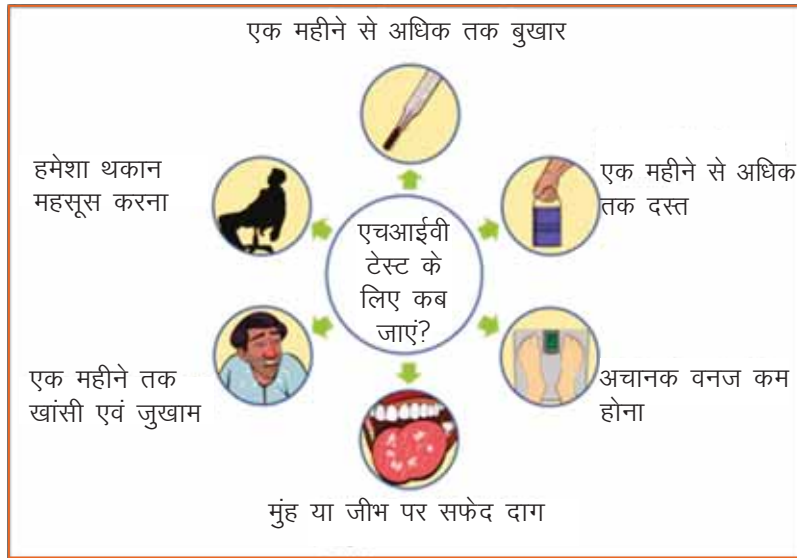 एक महीने से अधिक तक बुखार
हमेशा थकान
महसूस करना
एक महीने से अधिक
तक दस्त
एचआईवी
टेस्ट के
लिए कब
जाएं?
एक महीने तक
खांसी एवं जुखाम
अचानक वनज कम
होना
मुंह या जीभ पर सफेद दाग